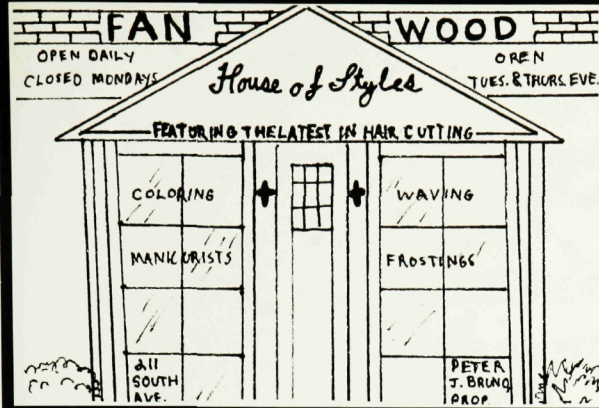 FAN WOOD
OPEN DAILY
CLOSED MONDAYS
OPEN
TUES. & THURS. EVE.
House of Styles
FEATURING THE LATEST IN HAIR CUTTING
COLORING
WAVING
MANICURISTS
FROSTINGS
211
SOUTH
AVE.
PETER
J. BRUNO
PROP.